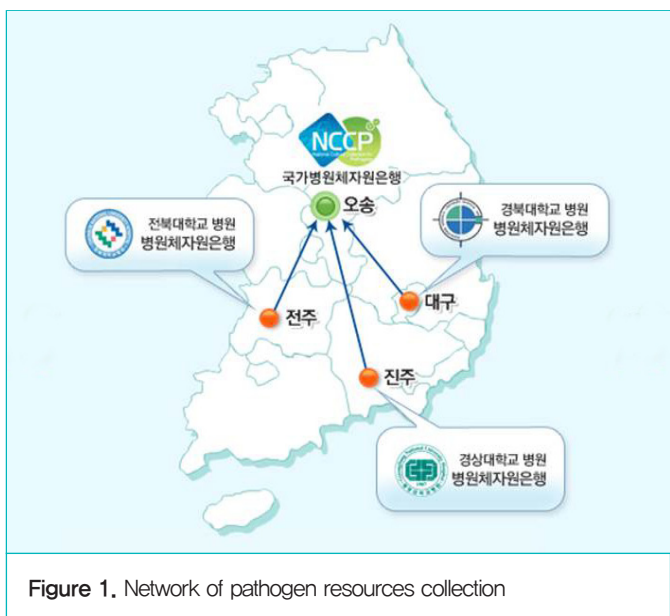 NCCP
국가병원체자원은행
오송
전북대학교 병원
병원체자원은행
경북대학교 병원
병원체자원은행
전주
대구
진주
경상대학교 병원
병원체자원은행
Figure 1. Network of pathogen resources collection